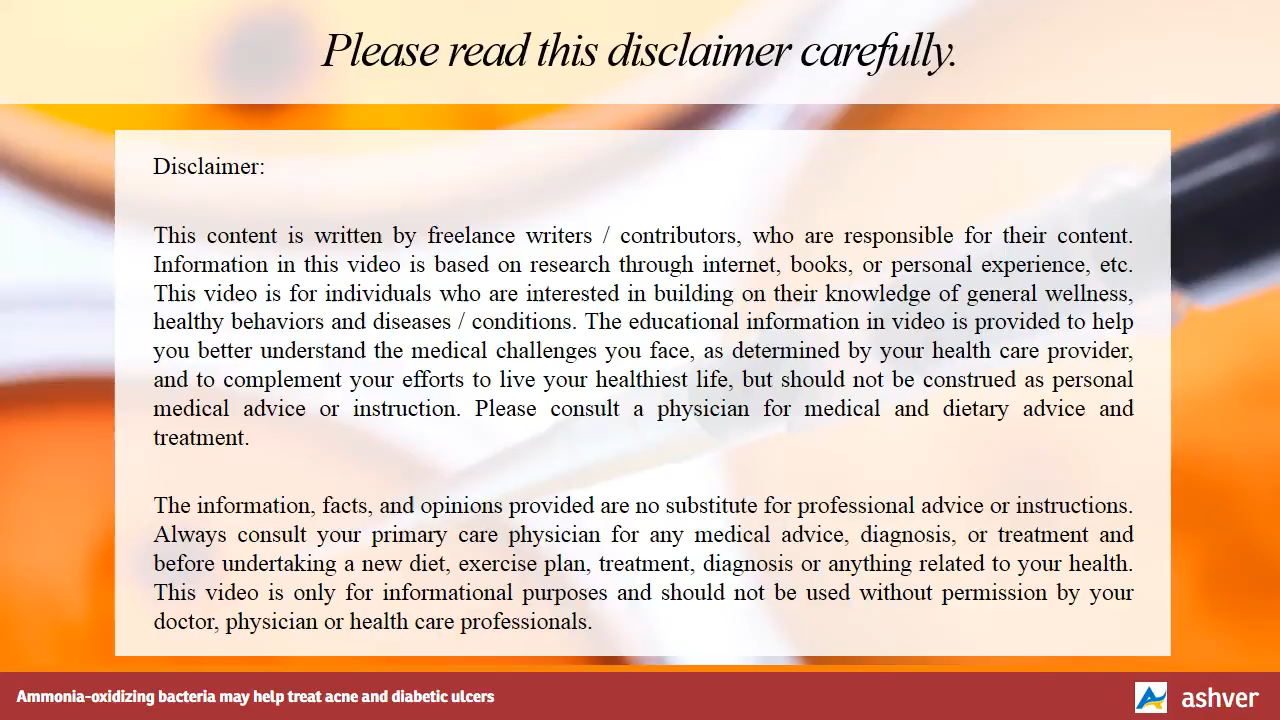 Please read this disclaimer carefully.
Disclaimer:
This content is written by freelance writers / contributors, who are responsible for their content.
Information in this video is based on research through internet, books, or personal experience, etc.
This video is for individuals who are interested in building on their knowledge of general wellness,
healthy behaviors and diseases / conditions. The educational information in video is provided to help
you better understand the medical challenges you face, as determined by your health care provider,
and to complement your efforts to live your healthiest life, but should not be construed as personal
medical advice or instruction. Please consult a physician for medical and dietary advice and
treatment.
The information, facts, and opinions provided are no substitute for professional advice or instructions.
Always consult your primary care physician for any medical advice, diagnosis, or treatment and
before undertaking a new diet, exercise plan, treatment, diagnosis or anything related to your health.
This video is only for informational purposes and should not be used without permission by your
doctor, physician or health care professionals.
Ammonia-oxidizing bacteria may help treat acne and diabetic ulcers
ashver